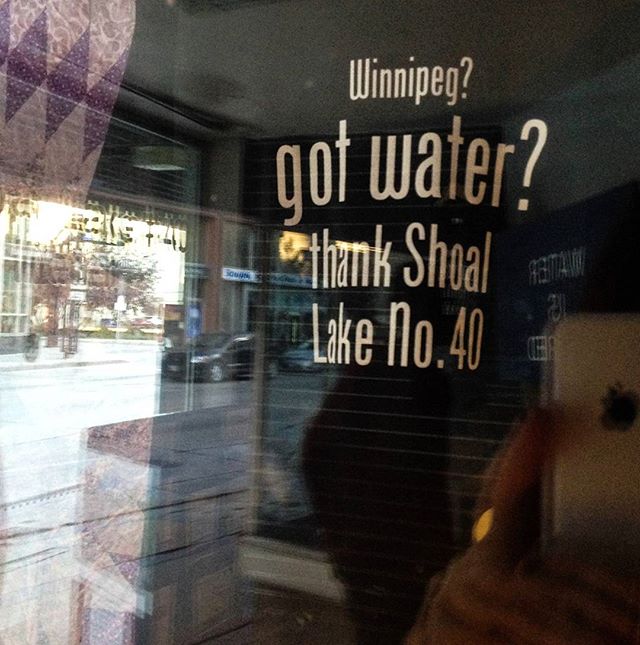 Winnipeg?
got water?
thank Shoal
Lake No. 40